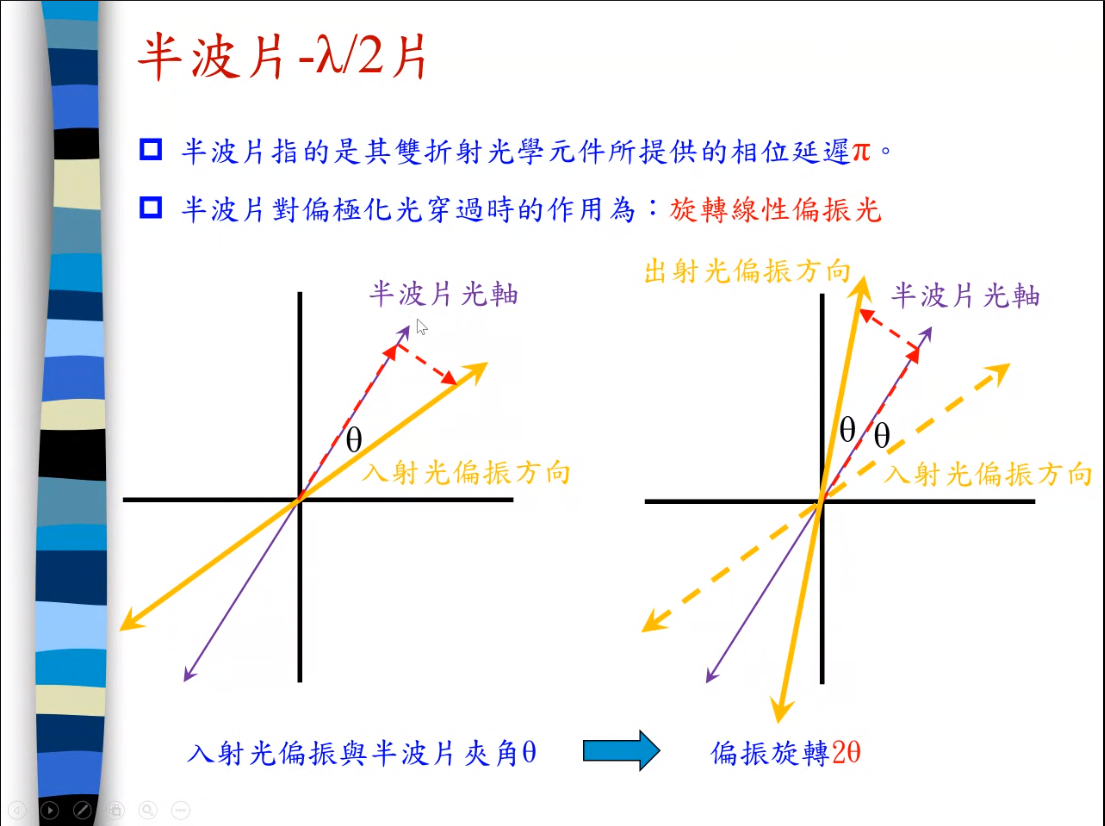 半波片-λ/2片
半波片指的是其雙折射光學元件所提供的相位延遲π。
半波片對偏極化光穿過時的作用為：旋轉線性偏振光
半波片光軸
θ
入射光偏振方向
出射光偏振方向
半波片光軸
θ θ
入射光偏振方向
入射光偏振與半波片夾角θ
偏振旋轉2θ